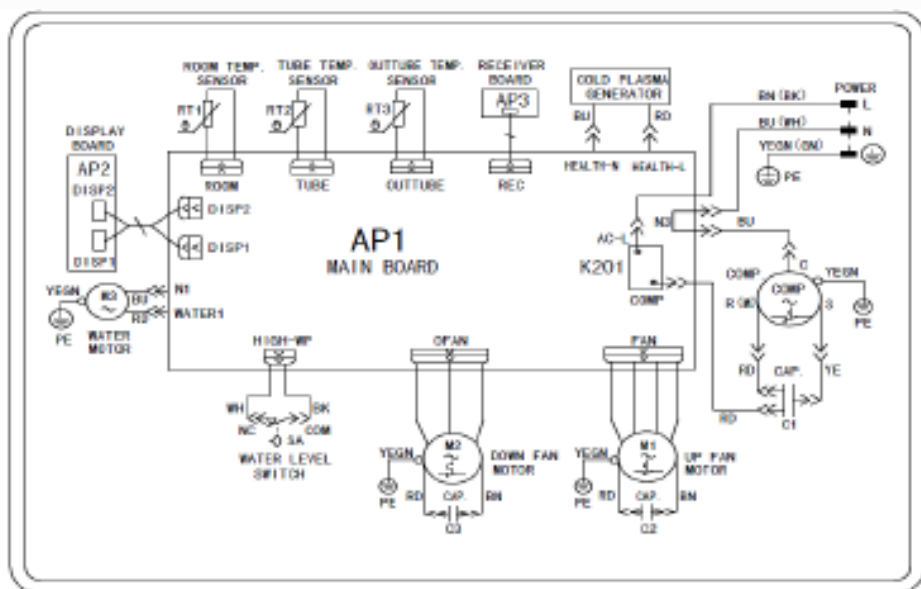 ROOM TEMP.
SENSOR
TUBE TEMP.
SENSOR
OUTTUBE TEMP.
SENSOR
RECEIVER
BOARD
AP3
COLD PLASMA
GENERATOR
BN(BK)
POWER
L
RT1
RT2
RT3
BU
RD
BU(WH)
N
DISPLAY
BOARD
AP2
DISP2
DISP1
YEGN(GN)
PE
HEALTH-N
HEALTH-L
ROOM
TUBE
OUTTUBE
REC
DISP2
DISP1
AP1
MAIN BOARD
N3
BU
AC-L
K201
COMP
C
COMP
COMP
YEGN
R(M)
S
PE
YEGN
M3
BU
N1
RD
WATER1
PE
WATER
MOTOR
HIGH-WP
OFAN
FAN
RD
CAP.
YE
RD
C1
WH
BK
NC
COM
SA
WATER LEVEL
SWITCH
YEGN
M2
DOWN FAN
MOTOR
PE
RD
CAP.
BN
C3
YEGN
M1
UP FAN
MOTOR
PE
RD
CAP.
BN
C2